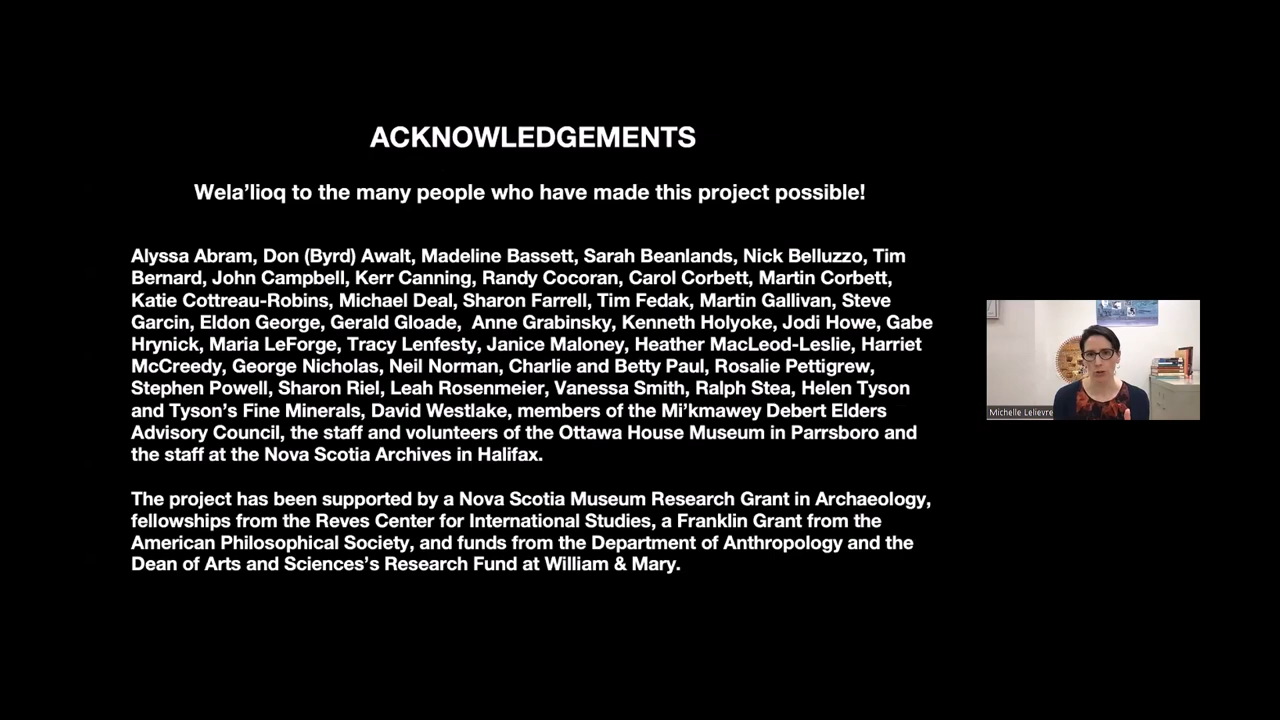 ACKNOWLEDGEMENTS
Wela’lioq to the many people who have made this project possible!
Alyssa Abram, Don (Byrd) Awalt, Madeline Bassett, Sarah Beanlands, Nick Belluzzo, Tim
Bernard, John Campbell, Kerr Canning, Randy Cocoran, Carol Corbett, Martin Corbett,
Katie Cottreau-Robins, Michael Deal, Sharon Farrell, Tim Fedak, Martin Gallivan, Steve
Garcin, Eldon George, Gerald Gloade, Anne Grabinsky, Kenneth Holyoke, Jodi Howe, Gabe
Hrynick, Maria LeForge, Tracy Lenfesty, Janice Maloney, Heather MacLeod-Leslie, Harriet
McCreedy, George Nicholas, Neil Norman, Charlie and Betty Paul, Rosalie Pettigrew,
Stephen Powell, Sharon Riel, Leah Rosenmeier, Vanessa Smith, Ralph Stea, Helen Tyson
and Tyson’s Fine Minerals, David Westlake, members of the Mi’kmawey Debert Elders
Advisory Council, the staff and volunteers of the Ottawa House Museum in Parrsboro and
the staff at the Nova Scotia Archives in Halifax.
The project has been supported by a Nova Scotia Museum Research Grant in Archaeology,
fellowships from the Reves Center for International Studies, a Franklin Grant from the
American Philosophical Society, and funds from the Department of Anthropology and the
Dean of Arts and Sciences’s Research Fund at William & Mary.
Michelle Lelievre